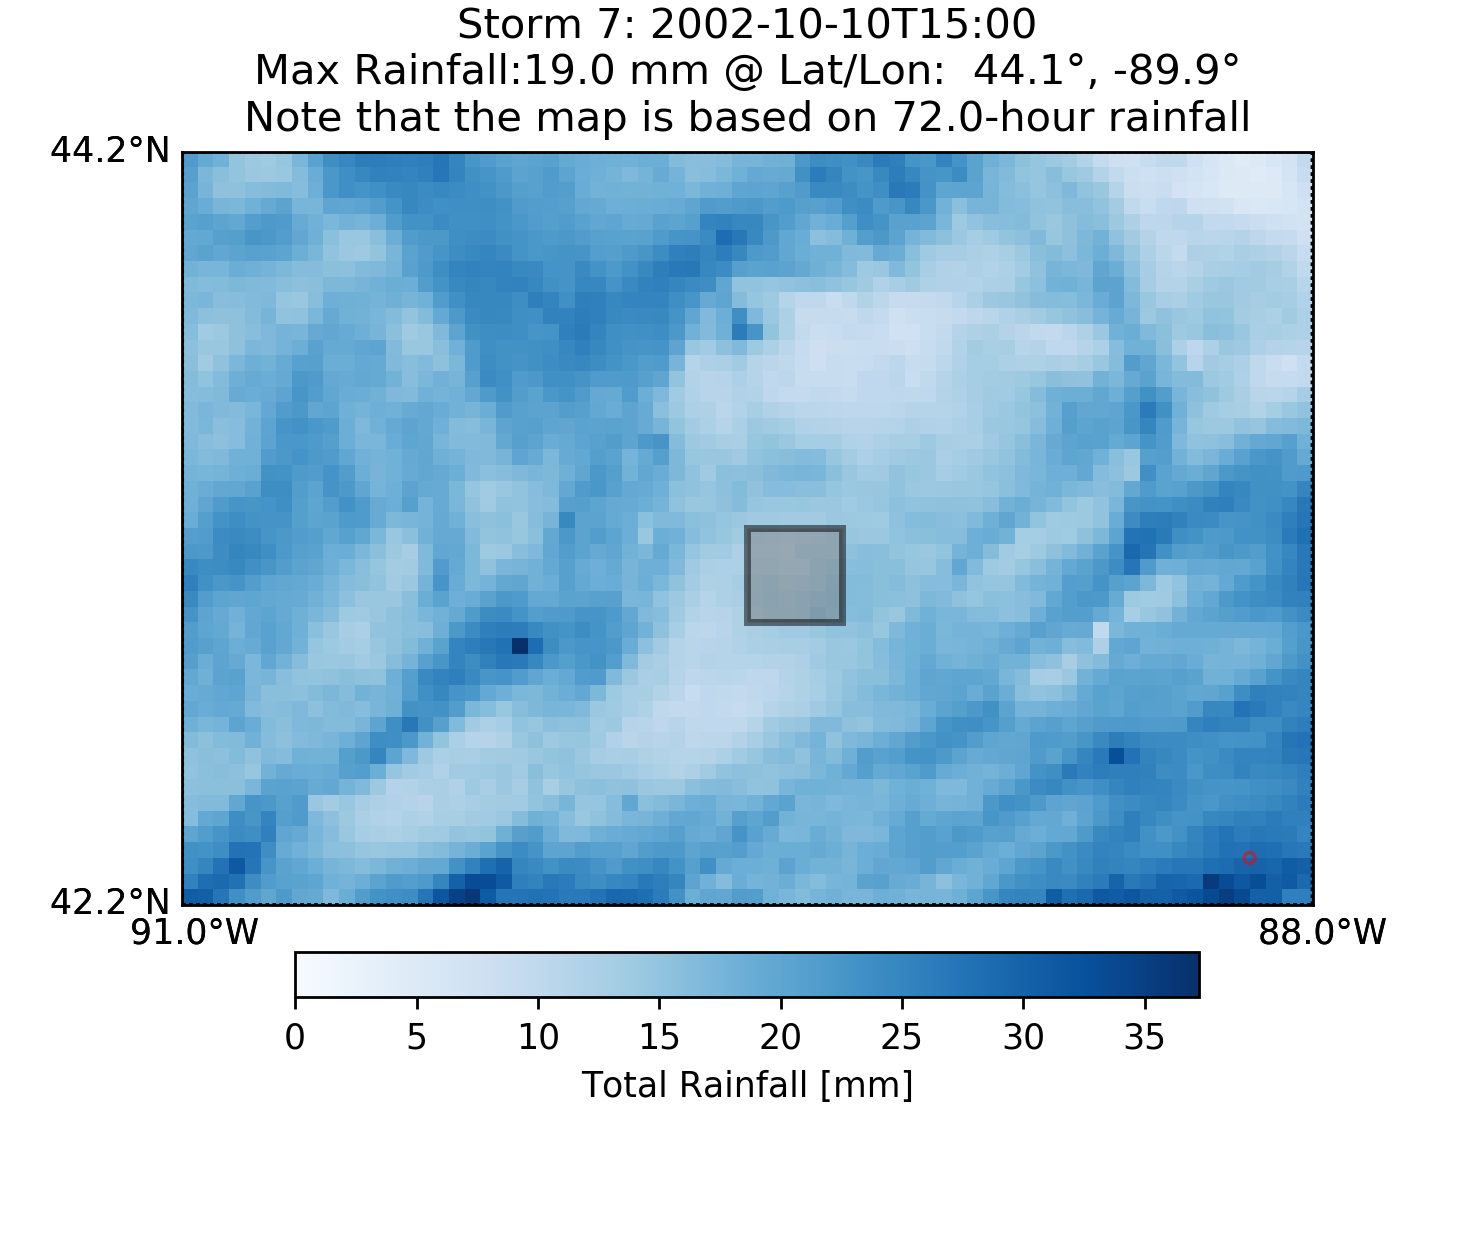 Storm 7: 2002-10-10T15:00
Max Rainfall:19.0 mm @ Lat/Lon:  44.1°, -89.9°
Note that the map is based on 72.0-hour rainfall
44.2°N
42.2°N
91.0°W
88.0°W
0 5 10 15 20 25 30 35
Total Rainfall [mm]